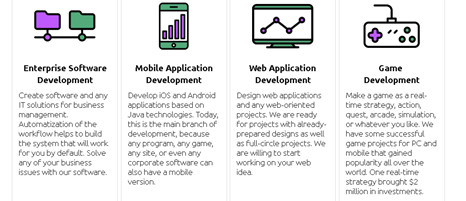 Enterprise Software
Development
Create software and any
IT solutions for business
management.
Automatization of the
workflow helps to build
the system that will work
for you by default. Solve
any of your business
issues with our software.
Mobile Application
Development
Develop iOS and Android
applications based on
Java technologies. Today,
this is the main branch of
development, because
any program, any game,
any site, or even any
corporate software can
also have a mobile
version.
Web Application
Development
Design web applications
and any web-oriented
projects. We are ready
for projects with already-
prepared designs as well
as full-circle projects. We
are willing to start
working on your web
idea.
Game
Development
Make a game as a real-
time strategy, action,
quest, arcade, simulation,
or whatever you like. We
have some successful
game projects for PC and
mobile that gained
popularity all over the
world. One real-time
strategy brought $2
million in investments.